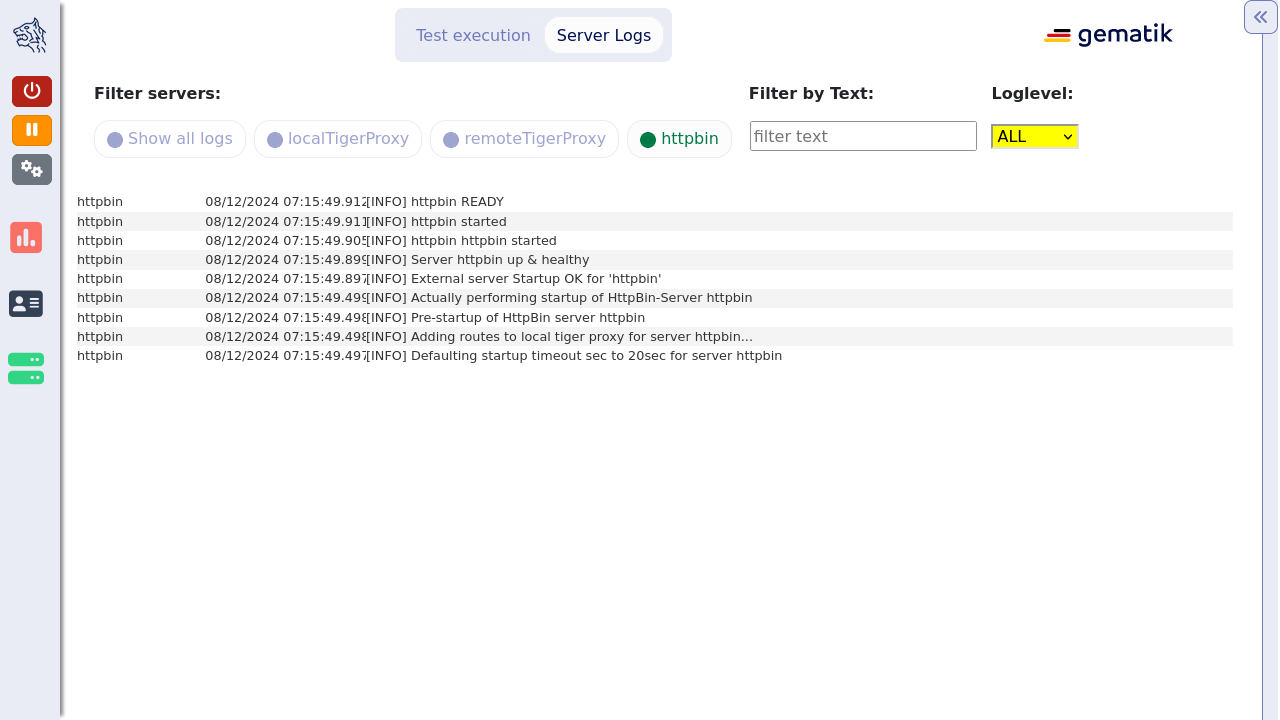 Test execution Server Logs
gematik
Filter servers: Filter by Text: Loglevel:
Show all logs localTigerProxy remoteTigerProxy httpbin filter text ALL
httpbin 08/12/2024 07:15:49.912 [INFO] httpbin READY
httpbin 08/12/2024 07:15:49.911 [INFO] httpbin started
httpbin 08/12/2024 07:15:49.905 [INFO] httpbin httpbin started
httpbin 08/12/2024 07:15:49.899 [INFO] Server httpbin up & healthy
httpbin 08/12/2024 07:15:49.897 [INFO] External server Startup OK for 'httpbin'
httpbin 08/12/2024 07:15:49.499 [INFO] Actually performing startup of HttpBin-Server httpbin
httpbin 08/12/2024 07:15:49.498 [INFO] Pre-startup of HttpBin server httpbin
httpbin 08/12/2024 07:15:49.498 [INFO] Adding routes to local tiger proxy for server httpbin...
httpbin 08/12/2024 07:15:49.497 [INFO] Defaulting startup timeout sec to 20sec for server httpbin